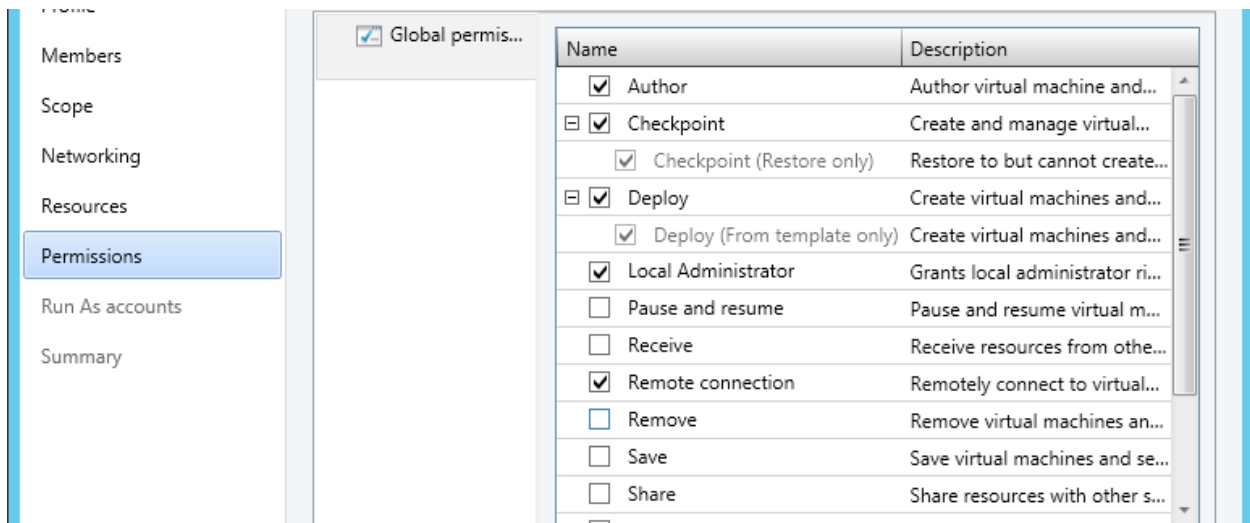 Members
Scope
Networking
Resources
Permissions
Run As accounts
Summary
Global permis...
Name Description
Author Author virtual machine and...
Checkpoint Create and manage virtual...
Checkpoint (Restore only) Restore to but cannot create...
Deploy Create virtual machines and...
Deploy (From template only) Create virtual machines and...
Local Administrator Grants local administrator ri...
Pause and resume Pause and resume virtual m...
Receive Receive resources from othe...
Remote connection Remotely connect to virtual...
Remove Remove virtual machines an...
Save Save virtual machines and se...
Share Share resources with other s...